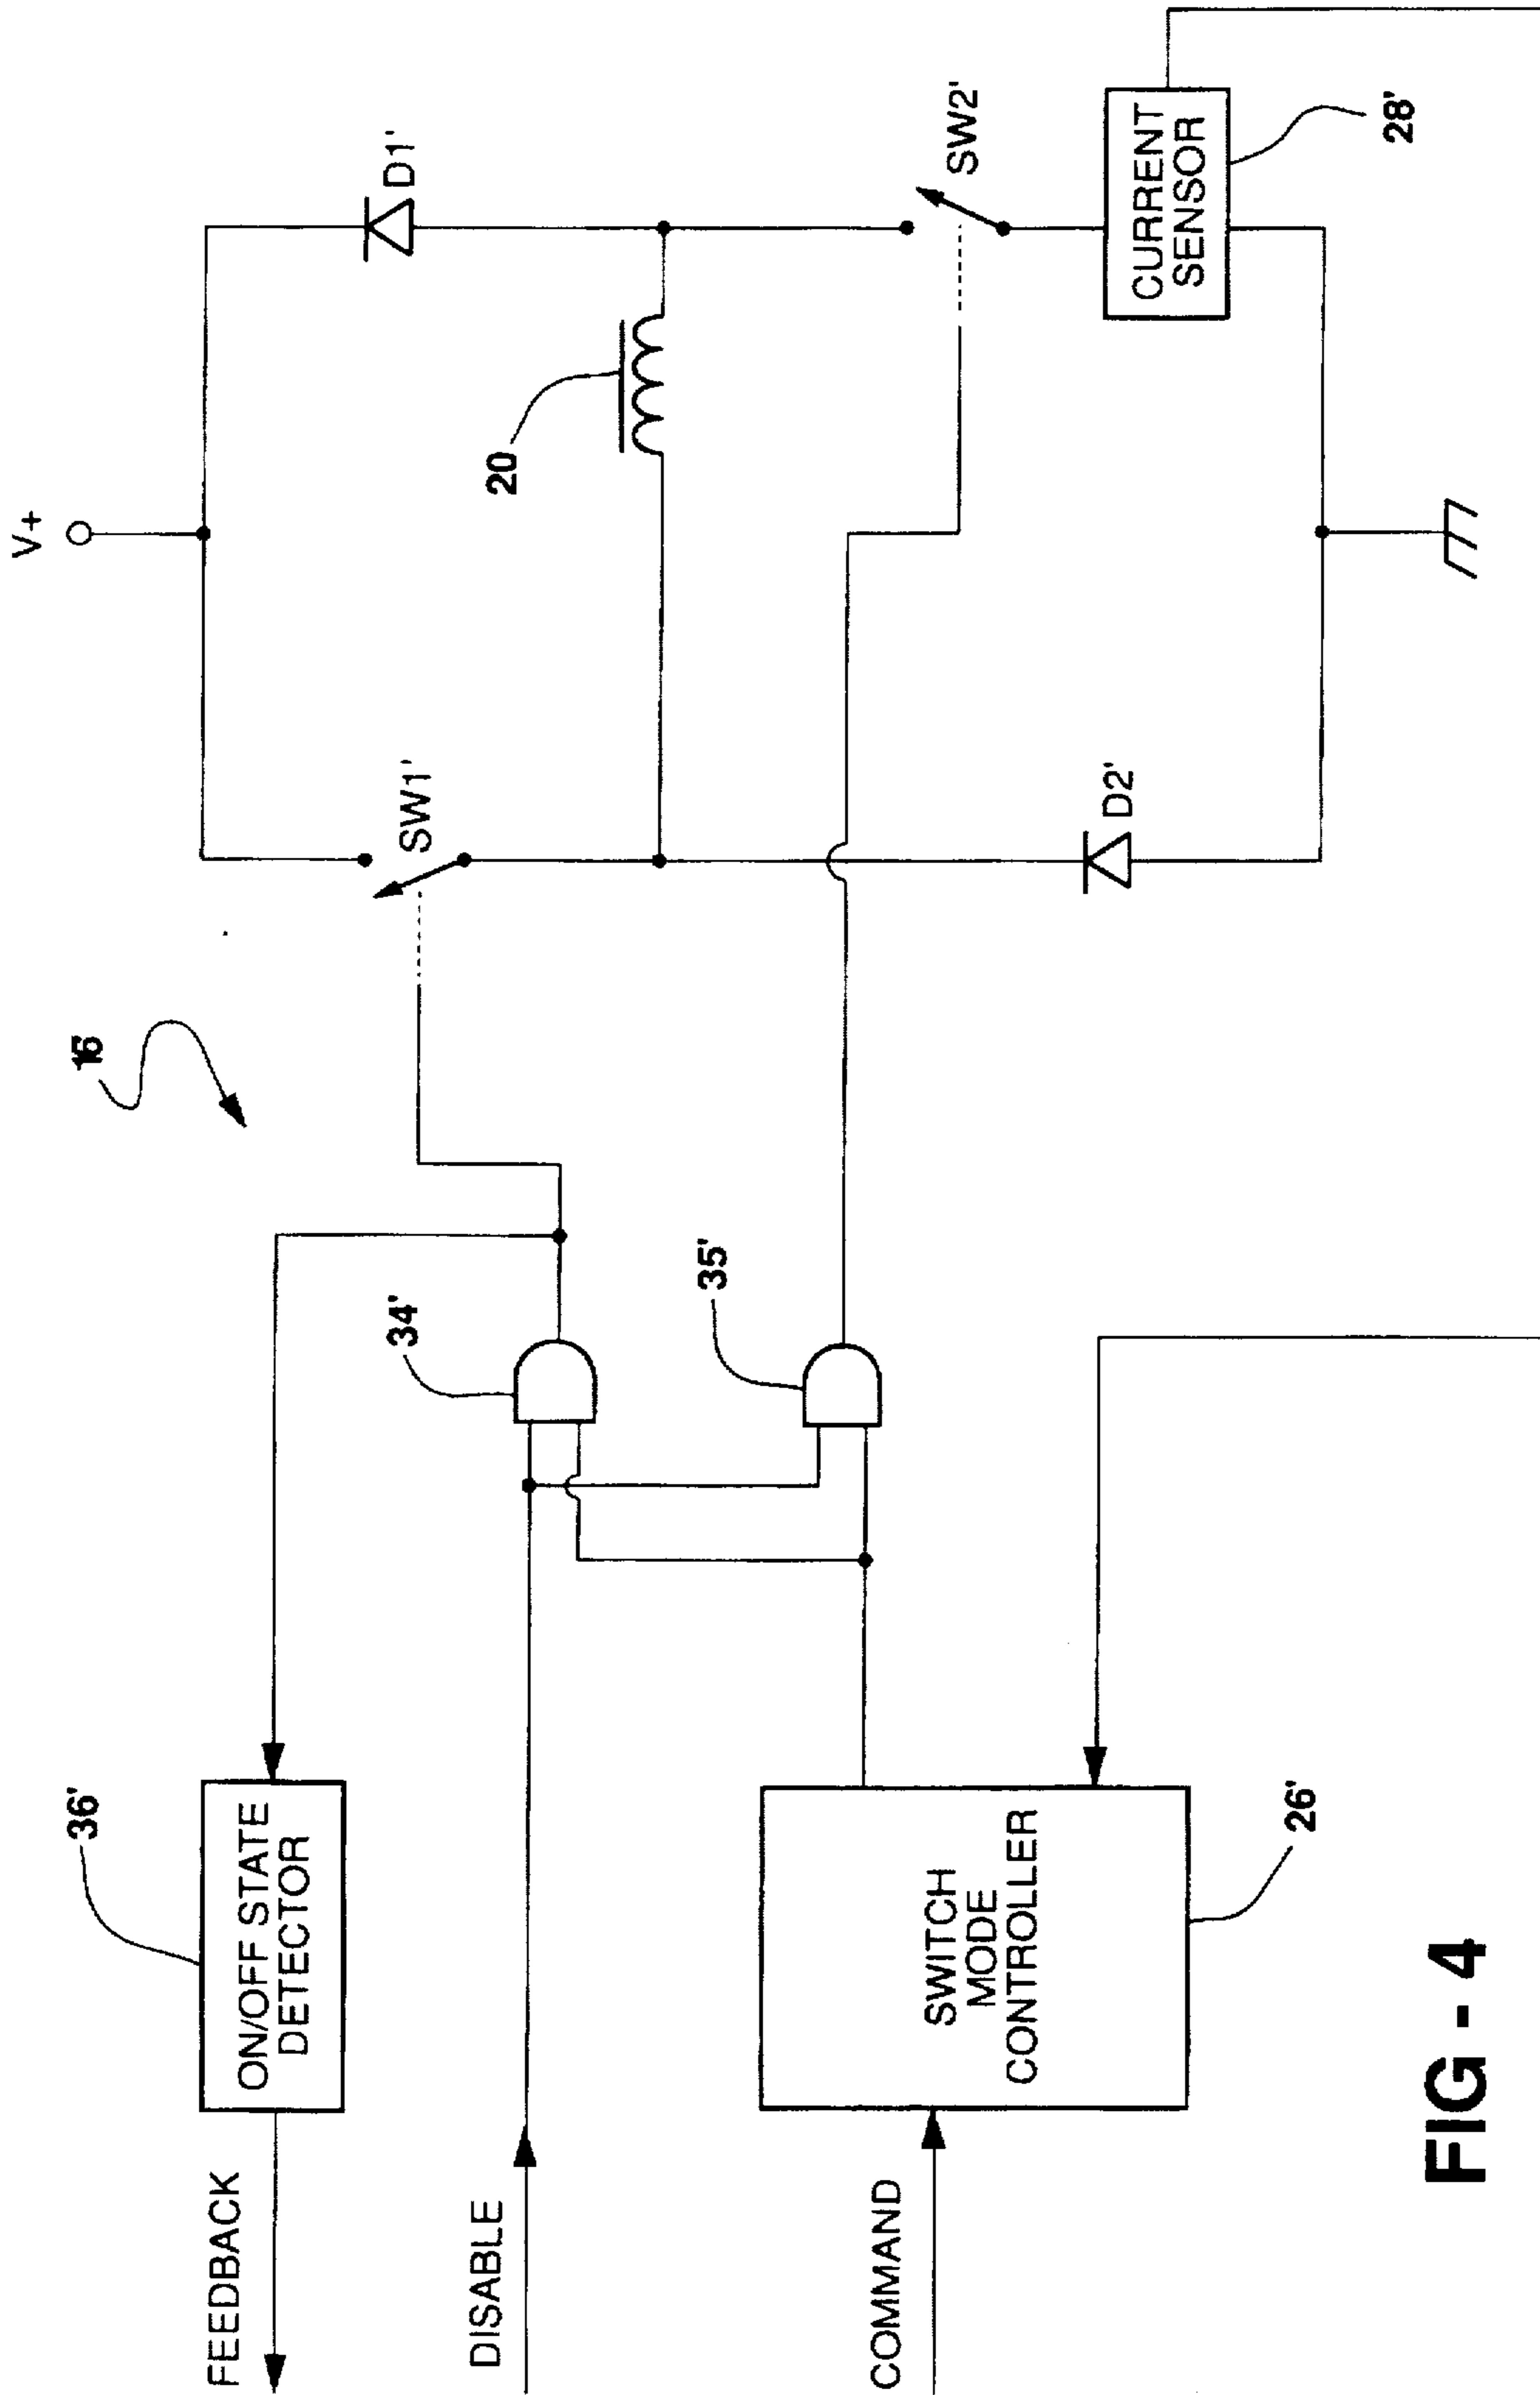 V+
SW1'
D1'
20
SW2'
CURRENT
SENSOR
28'
D2'
16
34'
35'
36'
ON/OFF STATE
DETECTOR
FEEDBACK
DISABLE
COMMAND
SWITCH
MODE
CONTROLLER
26'
FIG - 4